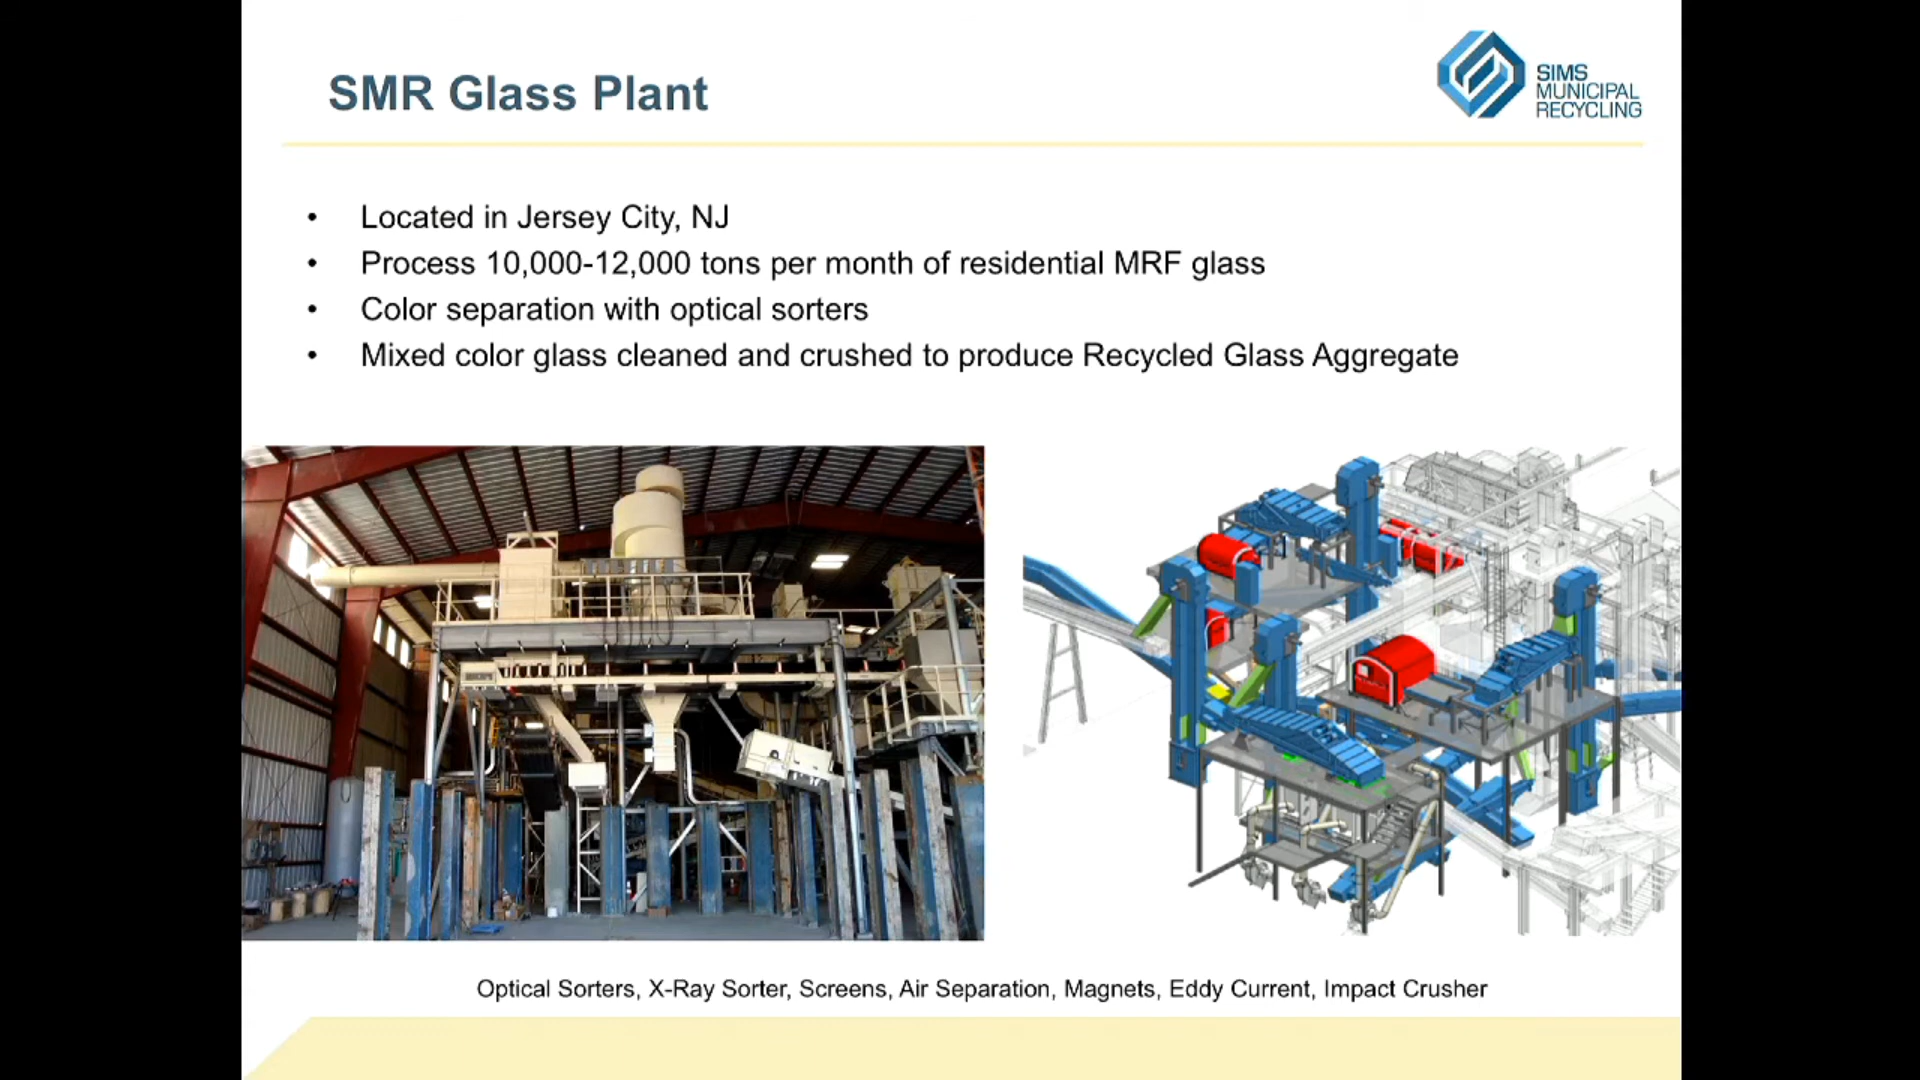 SMR Glass Plant
SIMS
MUNICIPAL
RECYCLING
• Located in Jersey City, NJ
• Process 10,000-12,000 tons per month of residential MRF glass
• Color separation with optical sorters
• Mixed color glass cleaned and crushed to produce Recycled Glass Aggregate
Optical Sorters, X-Ray Sorter, Screens, Air Separation, Magnets, Eddy Current, Impact Crusher